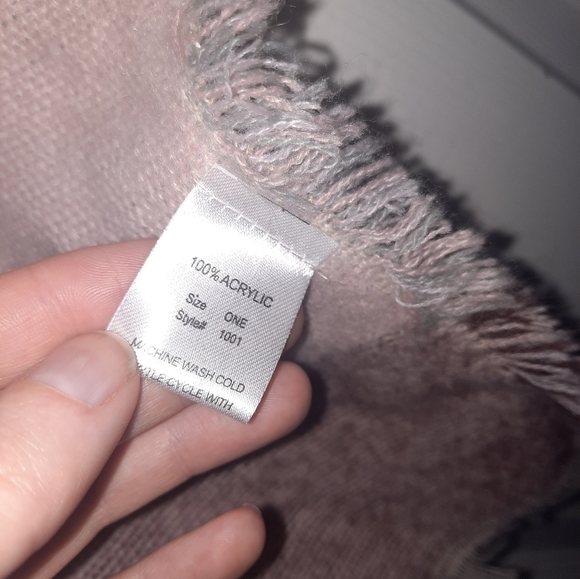 100% ACRYLIC
Size ONE
Style# 1001
MACHINE WASH COLD
CYCLE WITH